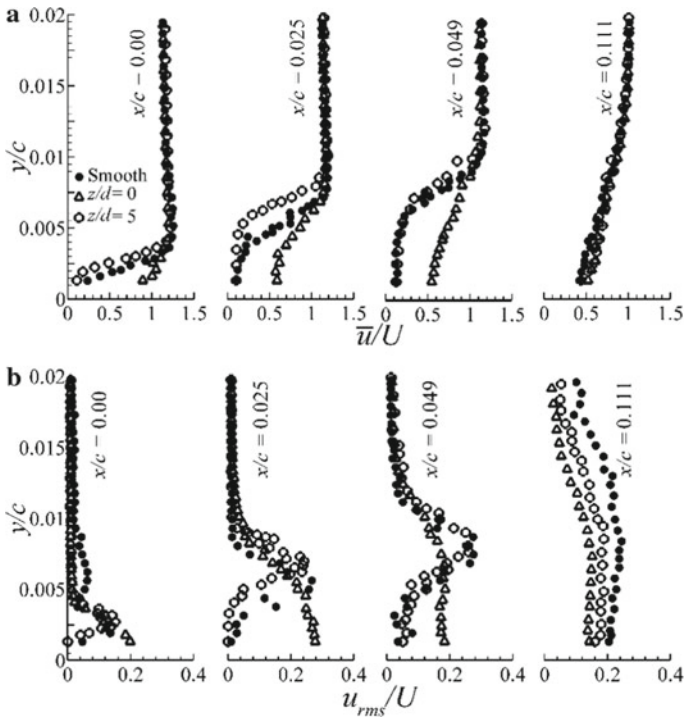 a
0.02
0.015
0.01
0.005
0
y/c
x/c − 0.00
x/c − 0.025
x/c − 0.049
x/c = 0.111
Smooth
z/d= 0
z/d= 5
0 0.5 1 1.5 0 0.5 1 1.5 0 0.5 1 1.5 0 0.5 1 1.5
u̅/U
b
0.02
0.015
0.01
0.005
0
y/c
x/c − 0.00
x/c = 0.025
x/c = 0.049
x/c = 0.111
0 0.2 0.4 0 0.2 0.4 0 0.2 0.4 0 0.2 0.4
u_rms/U